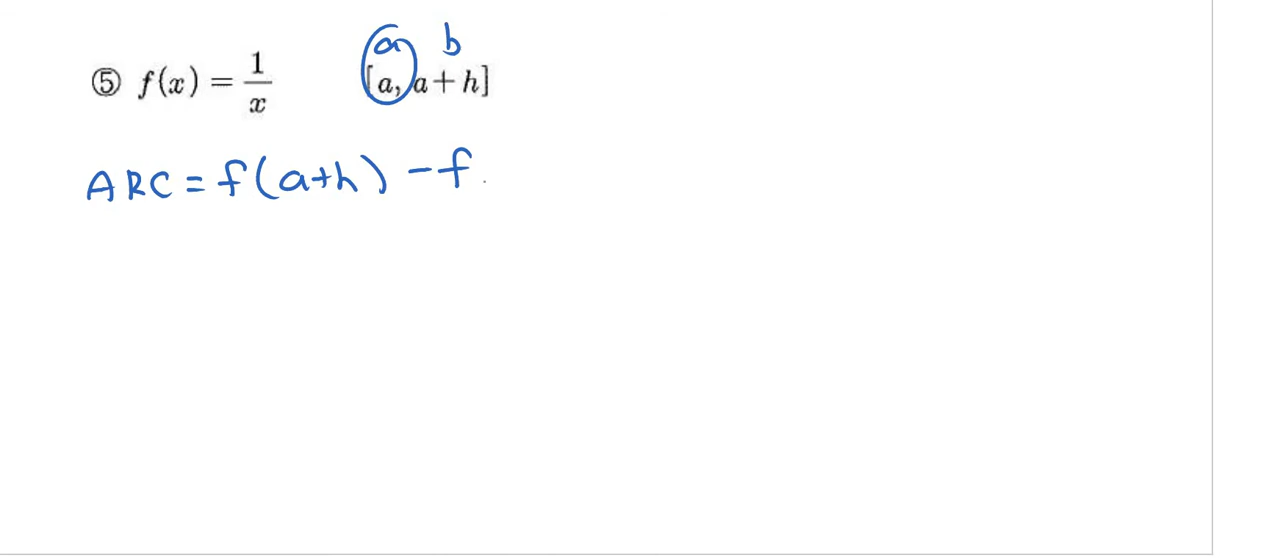 a b
⑤ f(x) = 1/x [a, a + h]
ARC = f(a+h) - f